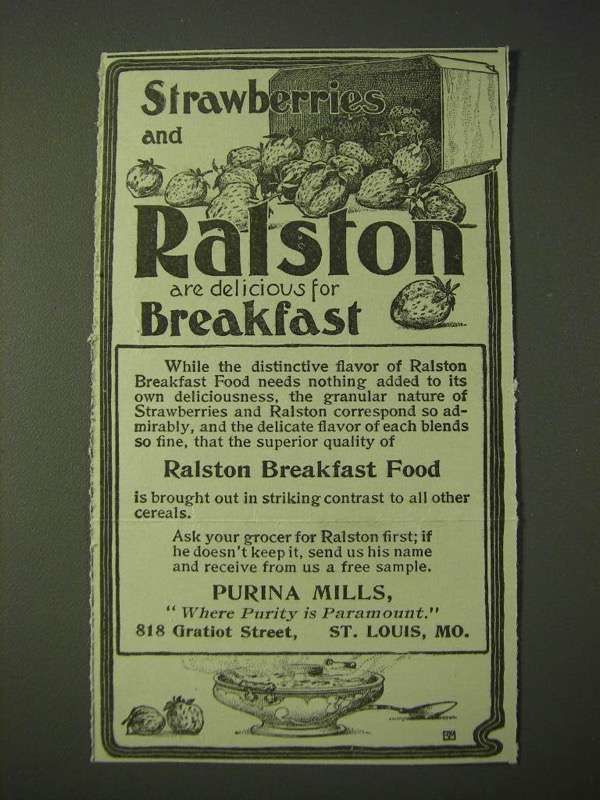 Strawberries
and
Ralston
are delicious for
Breakfast
While the distinctive flavor of Ralston
Breakfast Food needs nothing added to its
own deliciousness, the granular nature of
Strawberries and Ralston correspond so ad-
mirably, and the delicate flavor of each blends
so fine, that the superior quality of
Ralston Breakfast Food
is brought out in striking contrast to all other
cereals.
Ask your grocer for Ralston first; if
he doesn't keep it, send us his name
and receive from us a free sample.
PURINA MILLS,
"Where Purity is Paramount."
818 Gratiot Street, ST. LOUIS, MO.